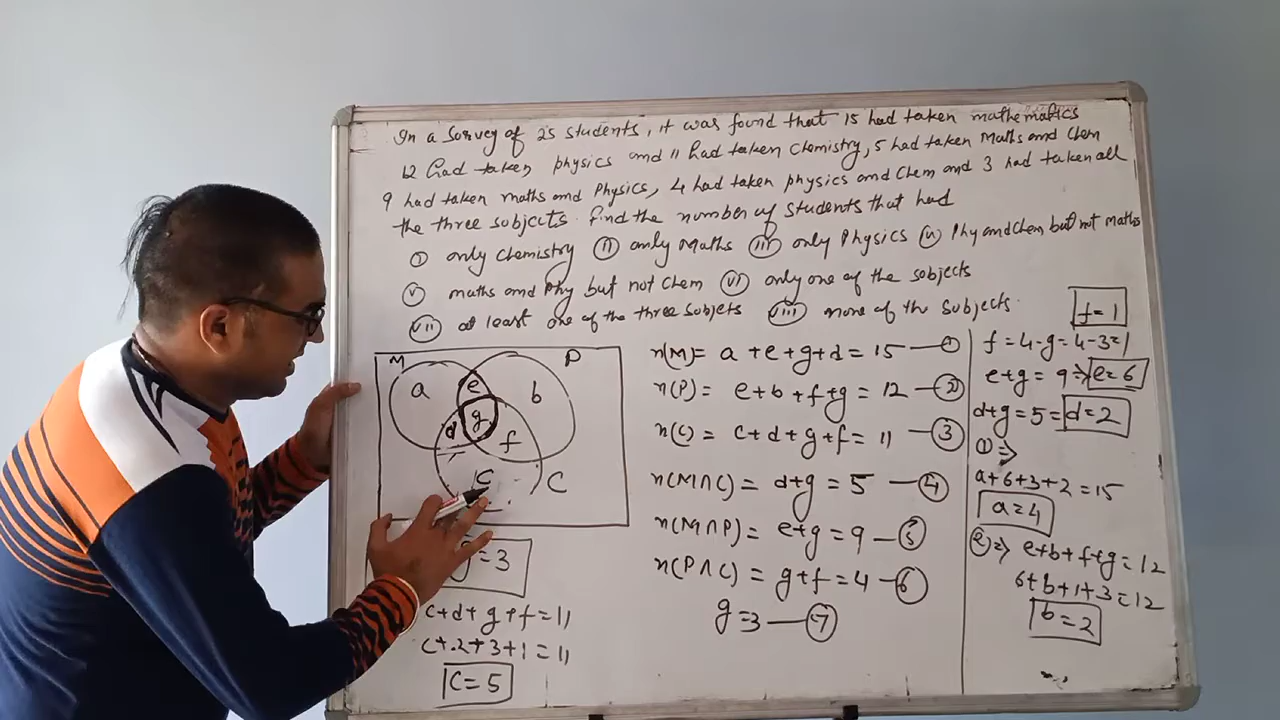 In a Survey of 25 students, it was found that 15 had taken mathematics
12 had taken physics and 11 had taken Chemistry, 5 had taken Maths and Chem
9 had taken maths and Physics, 4 had taken physics and Chem and 3 had taken all
the three subjects. find the number of students that had
(i) only chemistry (ii) only Maths (iii) only Physics (iv) Phy and Chem but not maths
(v) maths and Phy but not Chem (vi) only one of the subjects
(vii) at least one of the three Subjets (viii) none of the subjects.
M P
a e b
g
d f
c C
g=3
c+d+g+f=11
c+2+3+1=11
c=5
n(M)= a+e+g+d=15 —(1)
n(P)= e+b+f+g=12 —(2)
n(C)= c+d+g+f=11 —(3)
n(M∩C)= d+g=5 —(4)
n(M∩P)= e+g=9 —(5)
n(P∩C)= g+f=4 —(6)
g=3 —(7)
f=1
f=4-g=4-3=1
e+g=9 ⇒ e=6
d+g=5= d=2
(1) ⇒
a+6+3+2=15
a=4
(2) ⇒ e+b+f+g=12
6+b+1+3=12
b=2